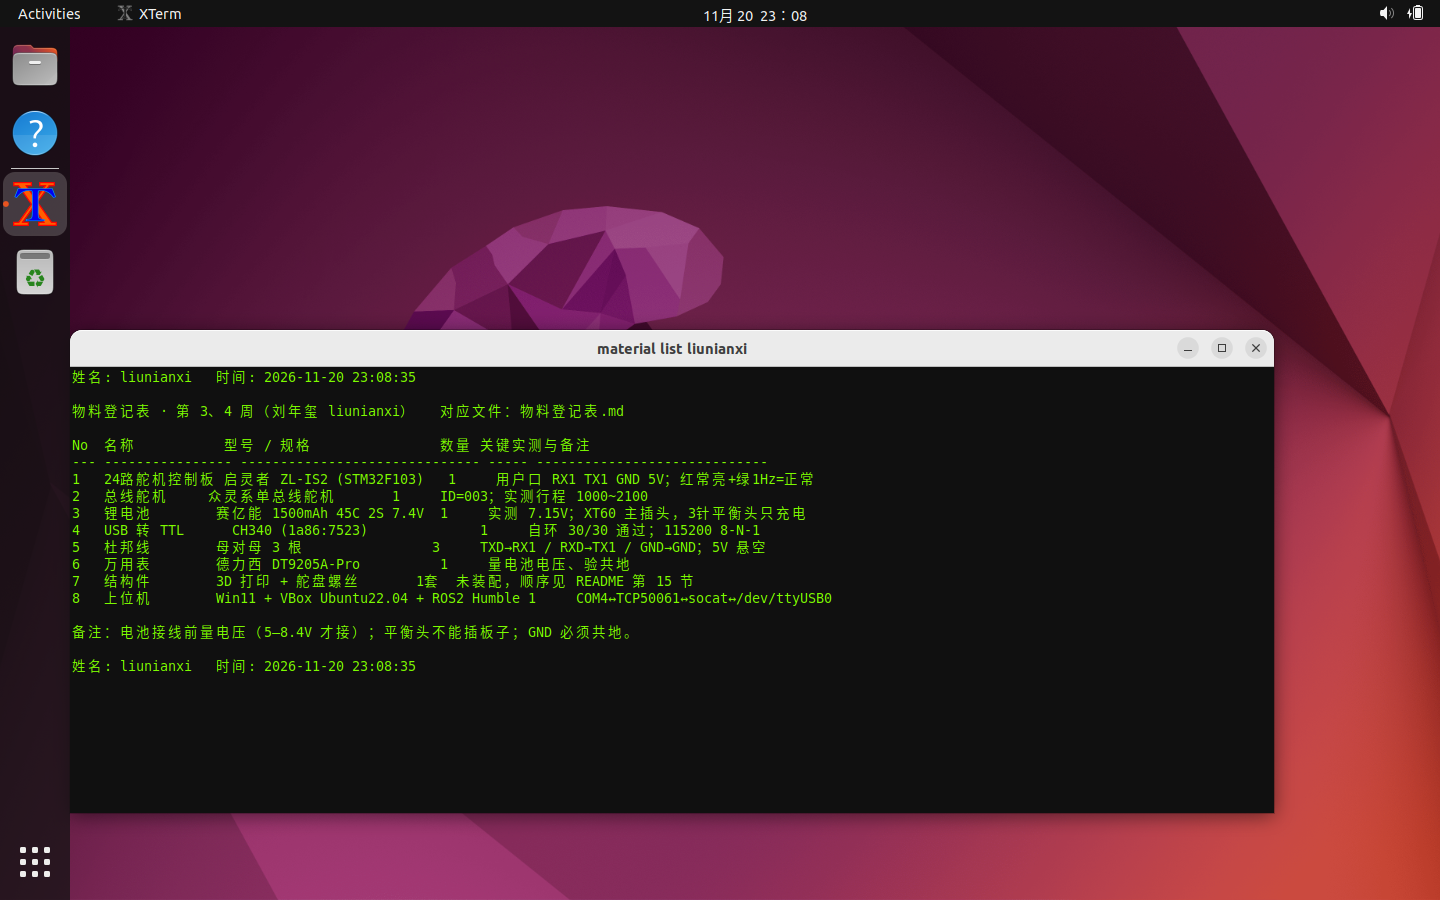 Activities
XTerm
11月 20 23：08
material list liunianxi
姓名: liunianxi 时间: 2026-11-20 23:08:35
物料登记表 · 第 3、4 周（刘年玺 liunianxi） 对应文件：物料登记表.md
No 名称 型号 / 规格 数量 关键实测与备注
--- ---------------- ------------------------------ ----- -----------------------------
1 24路舵机控制板 启灵者 ZL-IS2 (STM32F103) 1 用户口 RX1 TX1 GND 5V；红常亮+绿1Hz=正常
2 总线舵机 众灵系单总线舵机 1 ID=003；实测行程 1000~2100
3 锂电池 赛亿能 1500mAh 45C 2S 7.4V 1 实测 7.15V；XT60 主插头，3针平衡头只充电
4 USB 转 TTL CH340 (1a86:7523) 1 自环 30/30 通过；115200 8-N-1
5 杜邦线 母对母 3 根 3 TXD→RX1 / RXD→TX1 / GND→GND；5V 悬空
6 万用表 德力西 DT9205A-Pro 1 量电池电压、验共地
7 结构件 3D 打印 + 舵盘螺丝 1套 未装配，顺序见 README 第 15 节
8 上位机 Win11 + VBox Ubuntu22.04 + ROS2 Humble 1 COM4↔TCP50061↔socat↔/dev/ttyUSB0
备注：电池接线前量电压（5–8.4V 才接）；平衡头不能插板子；GND 必须共地。
姓名: liunianxi 时间: 2026-11-20 23:08:35